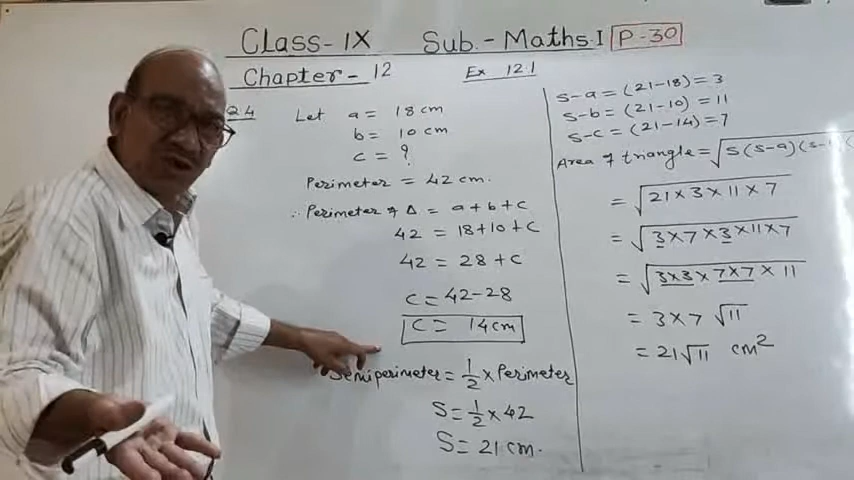 Class-IX Sub.-Maths-I P-30
Chapter-12 Ex 12.1
Q.4 Let a = 18 cm
b = 10 cm
c = ?
Perimeter = 42 cm.
∴ Perimeter of Δ = a+b+c
42 = 18+10+c
42 = 28+c
c = 42-28
c = 14cm
Semiperimeter = 1/2 x Perimeter
S = 1/2 x 42
S = 21 cm.
s-a = (21-18) = 3
s-b = (21-10) = 11
s-c = (21-14) = 7
Area of triangle = √S(s-a)(s-
= √21×3×11×7
= √3×7×3×11×7
= √3×3×7×7×11
= 3×7 √11
= 21√11 cm²